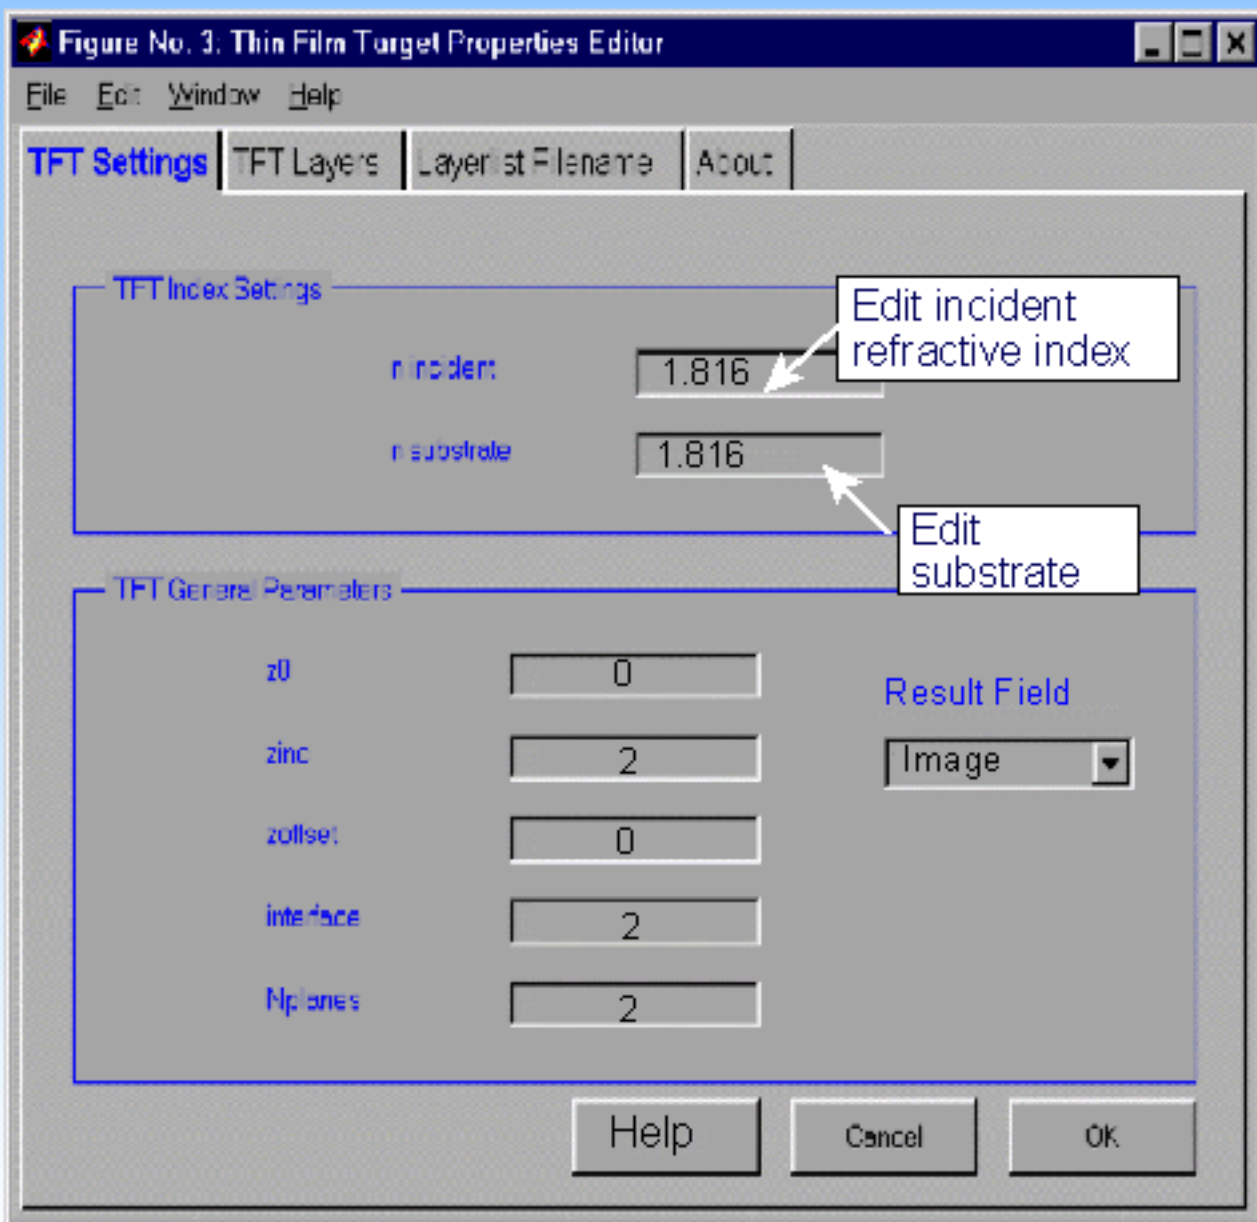 Figure No. 3: Thin Film Target Properties Editor
File Edit Window Help
TFT Settings TFT Layers Layerlist Filename About
TFT Index Settings
Edit incident
refractive index
n incident 1.816
n substrate 1.816
Edit
substrate
TFT General Parameters
z0 0
Result Field
zinc 2
Image
zoffset 0
interface 2
Nplanes 2
Help Cancel OK